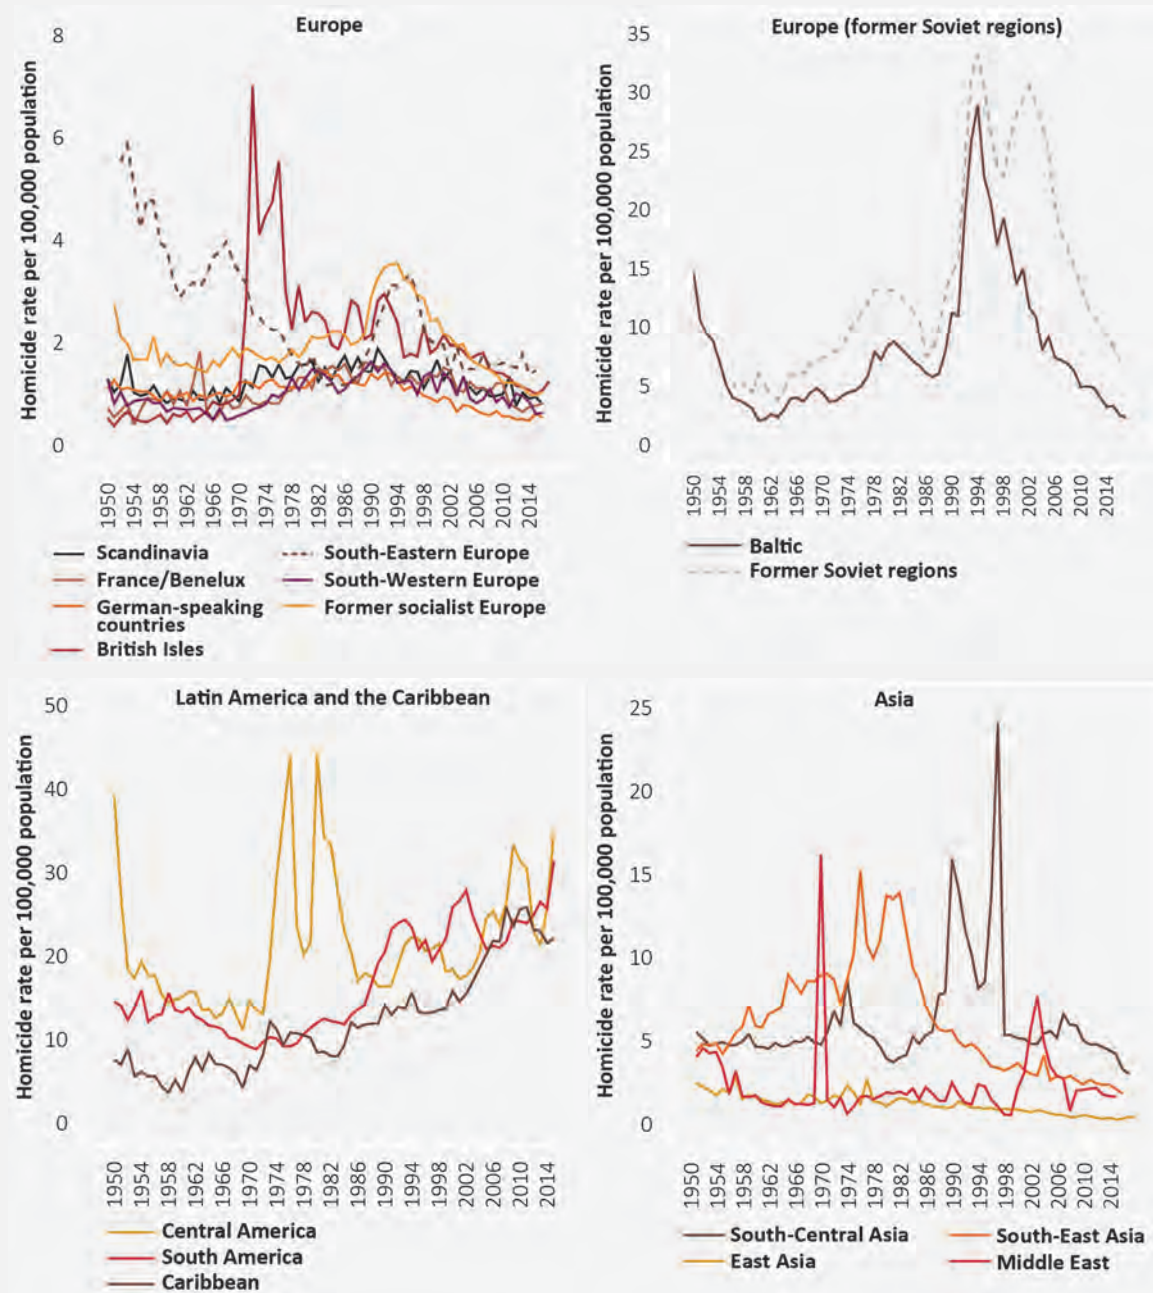 Europe
Homicide rate per 100,000 population
8
6
4
2
0
1950 1954 1958 1962 1966 1970 1974 1978 1982 1986 1990 1994 1998 2002 2006 2010 2014
Scandinavia
South-Eastern Europe
France/Benelux
South-Western Europe
German-speaking
countries
Former socialist Europe
British Isles
Europe (former Soviet regions)
Homicide rate per 100,000 population
35
30
25
20
15
10
5
0
1950 1954 1958 1962 1966 1970 1974 1978 1982 1986 1990 1994 1998 2002 2006 2010 2014
Baltic
Former Soviet regions
Latin America and the Caribbean
Homicide rate per 100,000 population
50
40
30
20
10
0
1950 1954 1958 1962 1966 1970 1974 1978 1982 1986 1990 1994 1998 2002 2006 2010 2014
Central America
South America
Caribbean
Asia
Homicide rate per 100,000 population
25
20
15
10
5
0
1950 1954 1958 1962 1966 1970 1974 1978 1982 1986 1990 1994 1998 2002 2006 2010 2014
South-Central Asia
South-East Asia
East Asia
Middle East